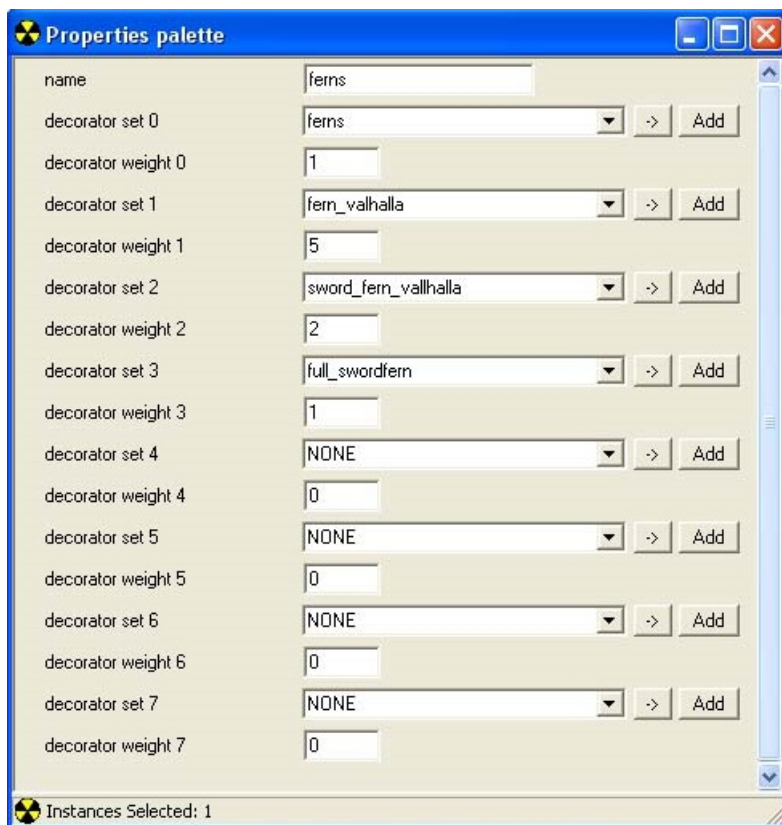 Properties palette
name ferns
decorator set 0 ferns -> Add
decorator weight 0 1
decorator set 1 fern_valhalla -> Add
decorator weight 1 5
decorator set 2 sword_fern_vallhalla -> Add
decorator weight 2 2
decorator set 3 full_swordfern -> Add
decorator weight 3 1
decorator set 4 NONE -> Add
decorator weight 4 0
decorator set 5 NONE -> Add
decorator weight 5 0
decorator set 6 NONE -> Add
decorator weight 6 0
decorator set 7 NONE -> Add
decorator weight 7 0
Instances Selected: 1